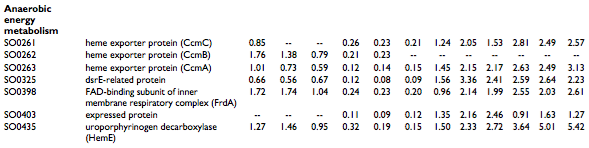 Anaerobic
energy
metabolism
SO0261 heme exporter protein (CcmC) 0.85 -- -- 0.26 0.23 0.21 1.24 2.05 1.53 2.81 2.49 2.57
SO0262 heme exporter protein (CcmB) 1.76 1.38 0.79 0.21 0.23 -- -- -- -- -- -- --
SO0263 heme exporter protein (CcmA) 1.01 0.73 0.59 0.12 0.14 0.15 1.45 2.15 2.17 2.63 2.49 3.13
SO0325 dsrE-related protein 0.66 0.56 0.67 0.12 0.08 0.09 1.56 3.36 2.41 2.59 2.64 2.23
SO0398 FAD-binding subunit of inner 1.72 1.74 1.04 0.24 0.23 0.20 0.96 2.14 1.99 2.55 2.03 2.61
membrane respiratory complex (FrdA)
SO0403 expressed protein -- -- -- 0.11 0.09 0.12 1.35 2.16 2.46 0.91 1.63 1.27
SO0435 uroporphyrinogen decarboxylase 1.27 1.46 0.95 0.32 0.19 0.15 1.50 2.33 2.72 3.64 5.01 5.42
(HemE)